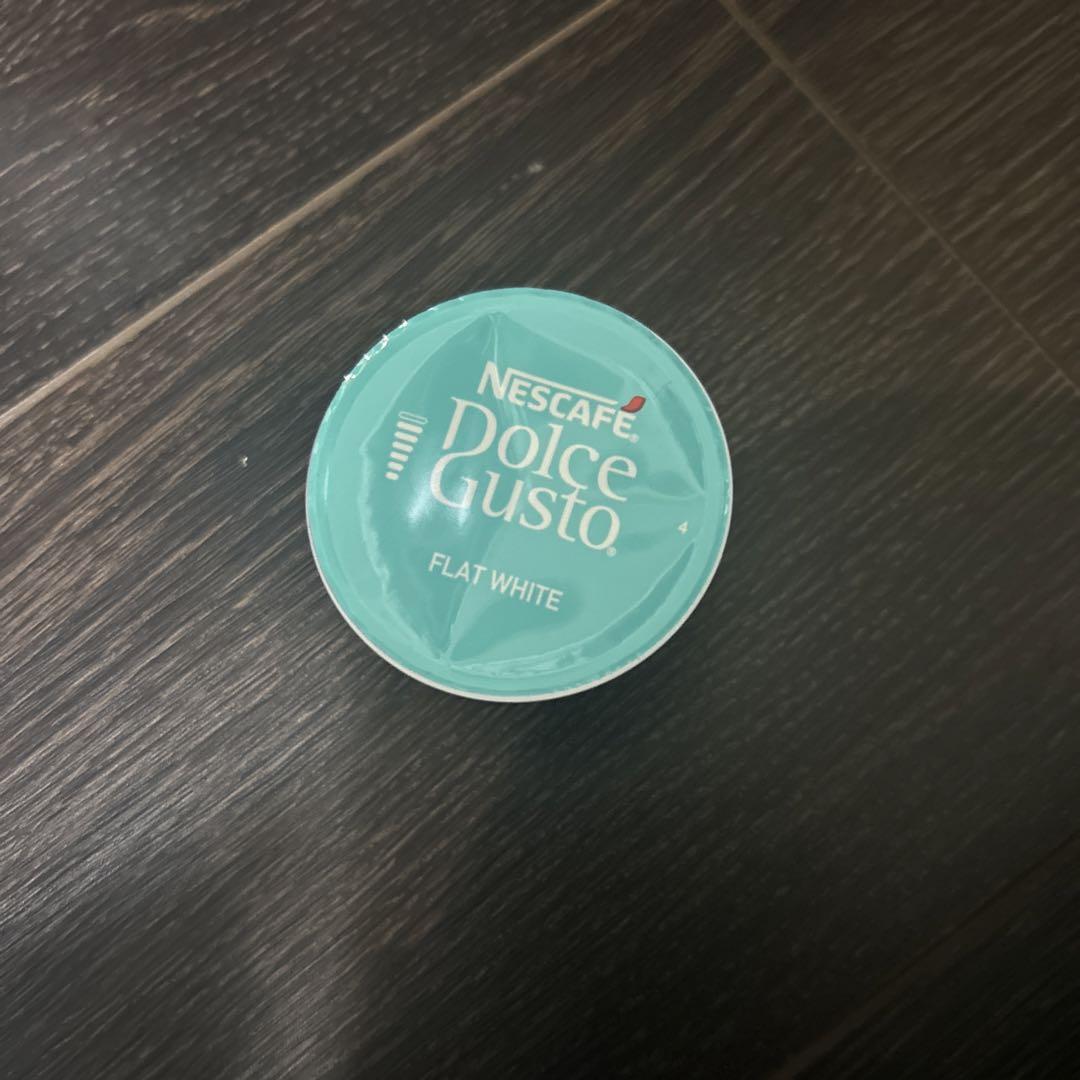 NESCAFÉ®
Dolce
Gusto®
4
FLAT WHITE